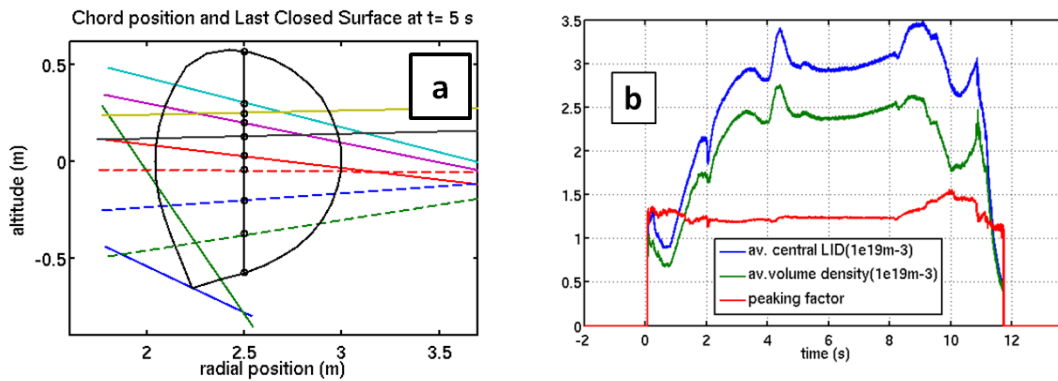 Chord position and Last Closed Surface at t= 5 s
a
0.5
0
-0.5
altitude (m)
2
2.5
3
3.5
radial position (m)
b
3.5
3
2.5
2
1.5
1
0.5
0
av. central LID(1e19m-3)
av.volume density(1e19m-3)
peaking factor
-2
0
2
4
6
8
10
12
time (s)